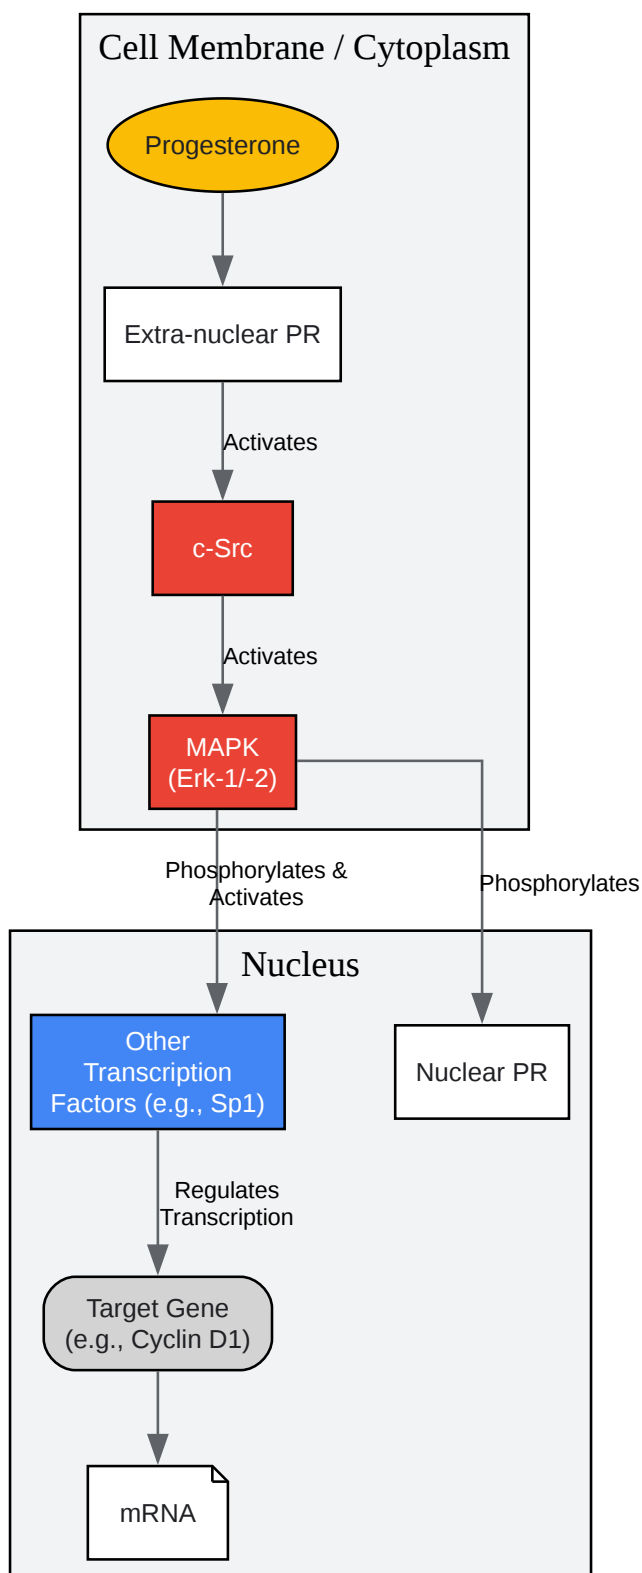 Cell Membrane / Cytoplasm
Progesterone
Extra-nuclear PR
Activates
c-Src
Activates
MAPK
(Erk-1/-2)
Phosphorylates &
Activates
Phosphorylates
Nucleus
Other
Transcription
Factors (e.g., Sp1)
Nuclear PR
Regulates
Transcription
Target Gene
(e.g., Cyclin D1)
mRNA